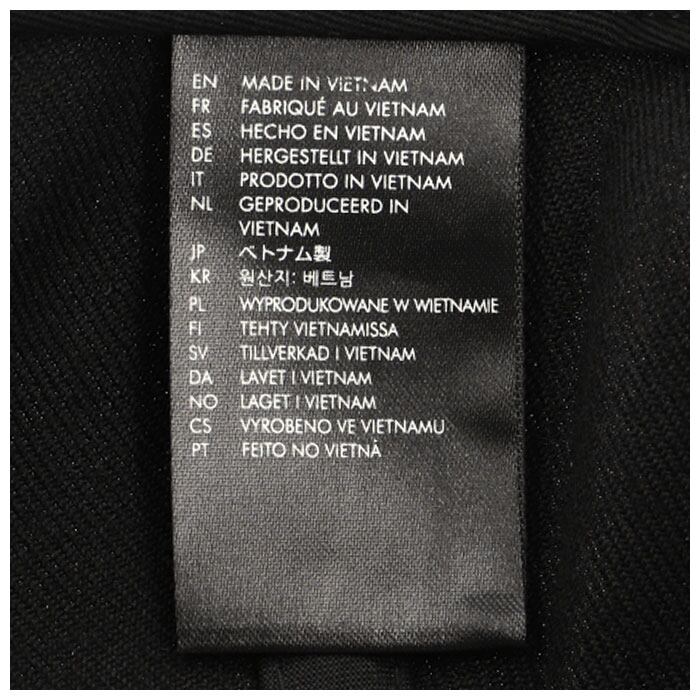 EN MADE IN VIETNAM
FR FABRIQUÉ AU VIETNAM
ES HECHO EN VIETNAM
DE HERGESTELLT IN VIETNAM
IT PRODOTTO IN VIETNAM
NL GEPRODUCEERD IN
VIETNAM
JP ベトナム製
KR 원산지: 베트남
PL WYPRODUKOWANE W WIETNAMIE
FI TEHTY VIETNAMISSA
SV TILLVERKAD I VIETNAM
DA LAVET I VIETNAM
NO LAGET I VIETNAM
CS VYROBENO VE VIETNAMU
PT FEITO NO VIETNÃ